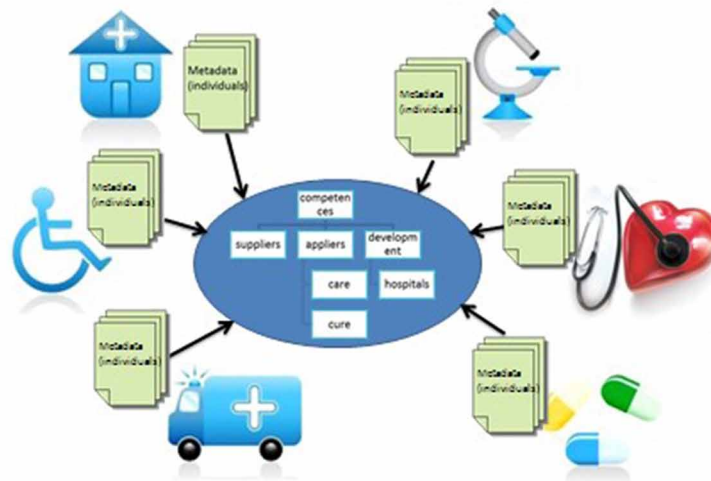 Metadata
(individuals)
Metadata
(individuals)
Metadata
(individuals)
Metadata
(individuals)
competen
ces
suppliers
appliers
developm
ent
care
hospitals
cure
Metadata
(individuals)
Metadata
(individuals)